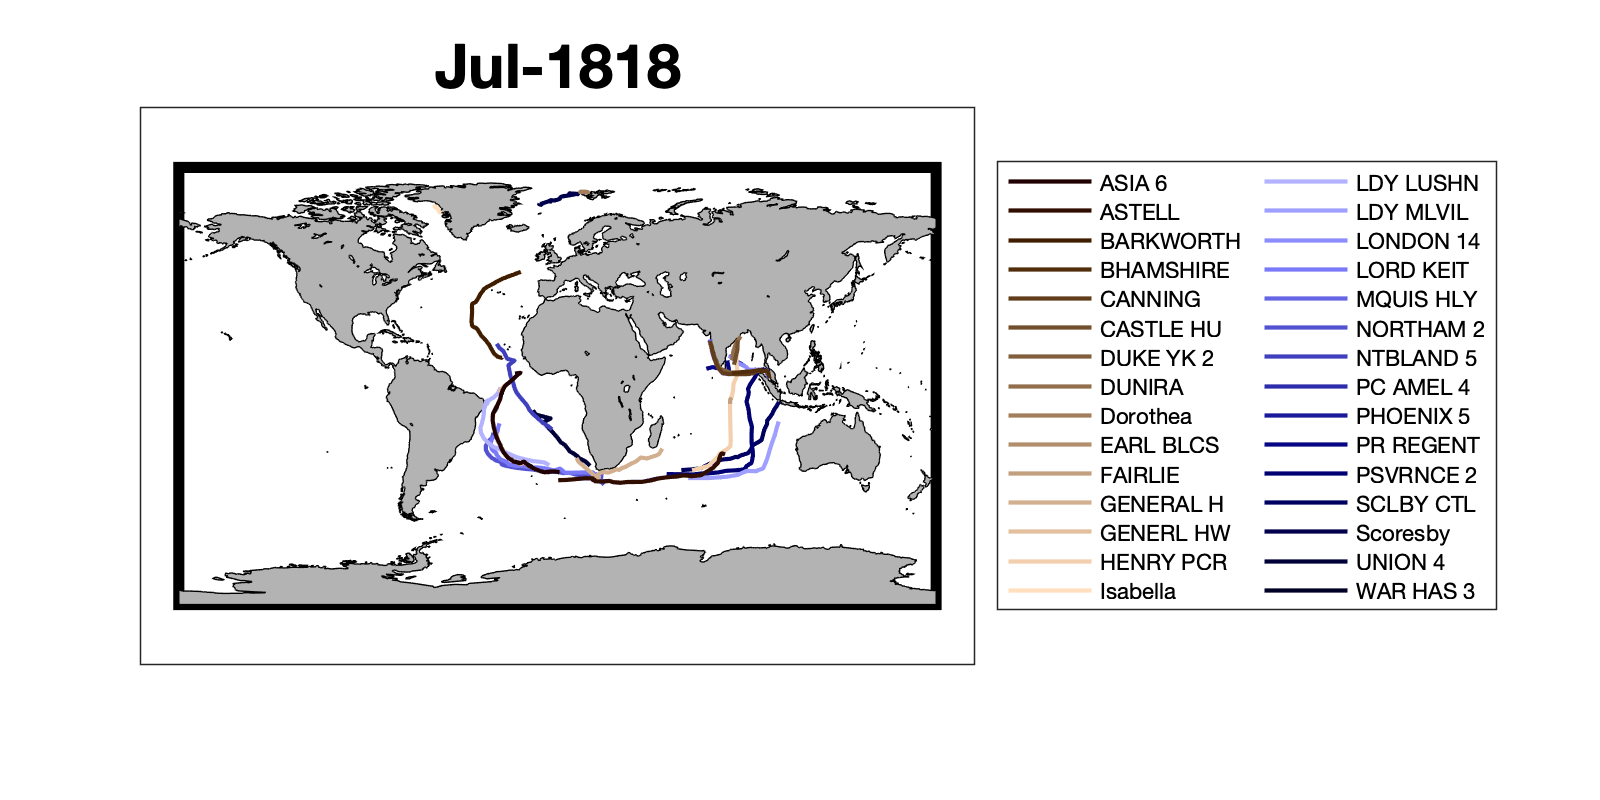 Jul-1818
ASIA 6
ASTELL
BARKWORTH
BHAMSHIRE
CANNING
CASTLE HU
DUKE YK 2
DUNIRA
Dorothea
EARL BLCS
FAIRLIE
GENERAL H
GENERL HW
HENRY PCR
Isabella
LDY LUSHN
LDY MLVIL
LONDON 14
LORD KEIT
MQUIS HLY
NORTHAM 2
NTBLAND 5
PC AMEL 4
PHOENIX 5
PR REGENT
PSVRNCE 2
SCLBY CTL
Scoresby
UNION 4
WAR HAS 3